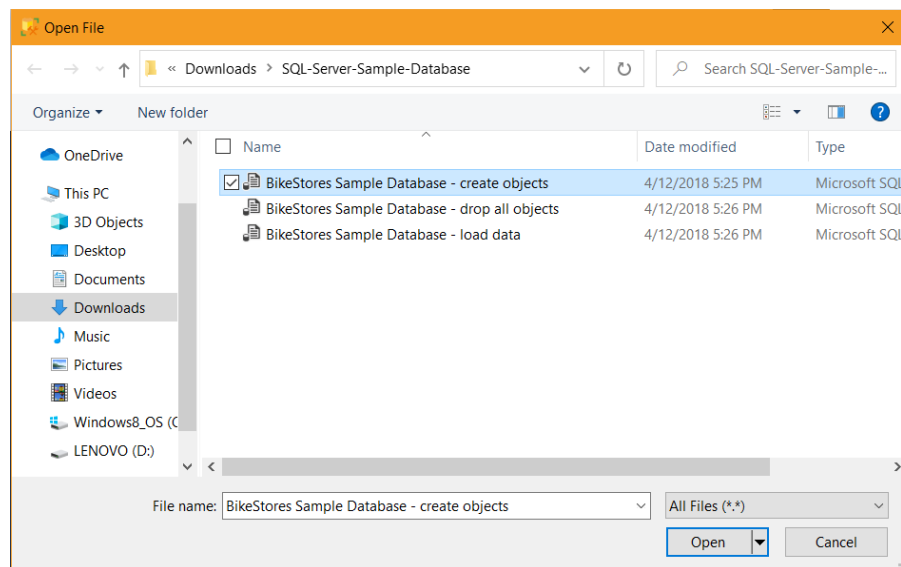 Open File
« Downloads > SQL-Server-Sample-Database
Search SQL-Server-Sample-...
Organize
New folder
?
Name
Date modified
Type
OneDrive
This PC
3D Objects
Desktop
Documents
Downloads
Music
Pictures
Videos
Windows8_OS (C
LENOVO (D:)
BikeStores Sample Database - create objects 4/12/2018 5:25 PM Microsoft SQL
BikeStores Sample Database - drop all objects 4/12/2018 5:26 PM Microsoft SQL
BikeStores Sample Database - load data 4/12/2018 5:26 PM Microsoft SQL
File name: BikeStores Sample Database - create objects
All Files (*.*)
Open
Cancel